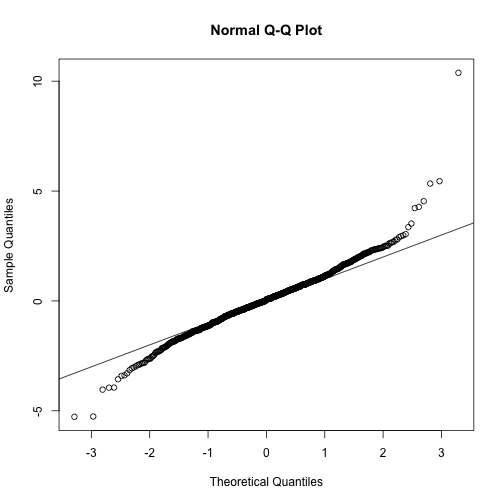 Normal Q-Q Plot
10
5
0
-5
Sample Quantiles
-3 -2 -1 0 1 2 3
Theoretical Quantiles